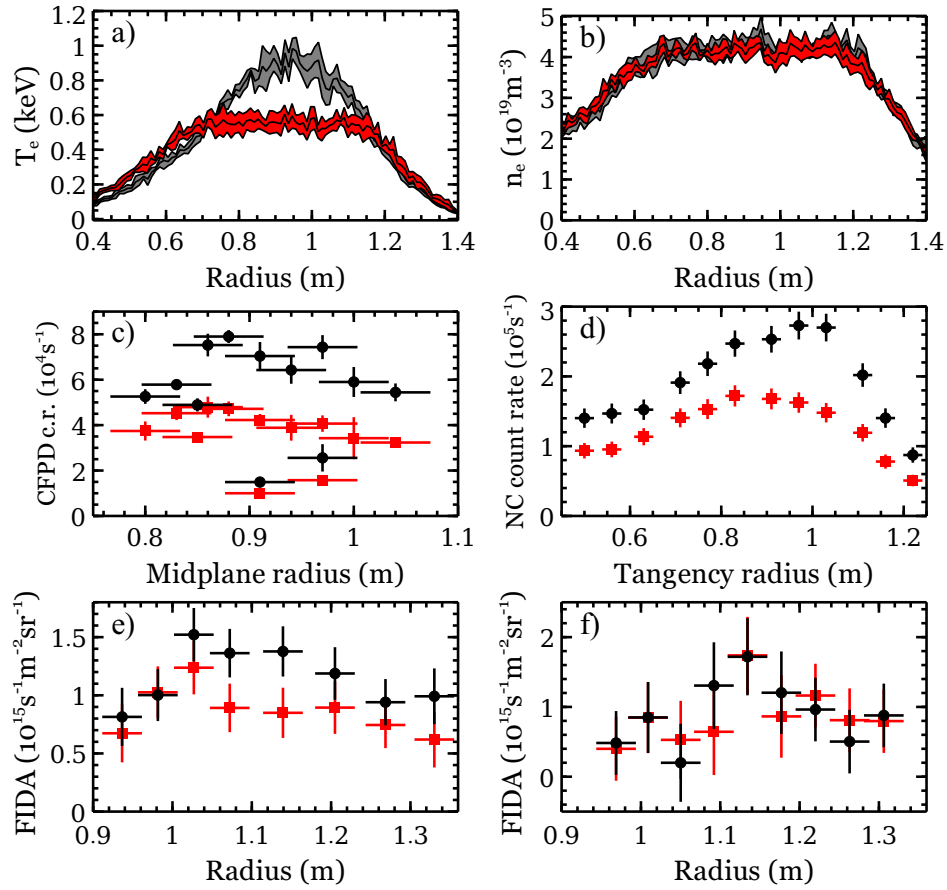 a)
T_e (keV)
1.2
1
0.8
0.6
0.4
0.2
0
0.4 0.6 0.8 1 1.2 1.4
Radius (m)
b)
n_e (10^19 m^-3)
5
4
3
2
1
0
0.4 0.6 0.8 1 1.2 1.4
Radius (m)
c)
CFPD c.r. (10^4 s^-1)
8
6
4
2
0
0.8 0.9 1 1.1
Midplane radius (m)
d)
NC count rate (10^5 s^-1)
3
2
1
0
0.6 0.8 1 1.2
Tangency radius (m)
e)
FIDA (10^15 s^-1 m^-2 sr^-1)
1.5
1
0.5
0
0.9 1 1.1 1.2 1.3
Radius (m)
f)
FIDA (10^15 s^-1 m^-2 sr^-1)
2
1
0
0.9 1 1.1 1.2 1.3
Radius (m)